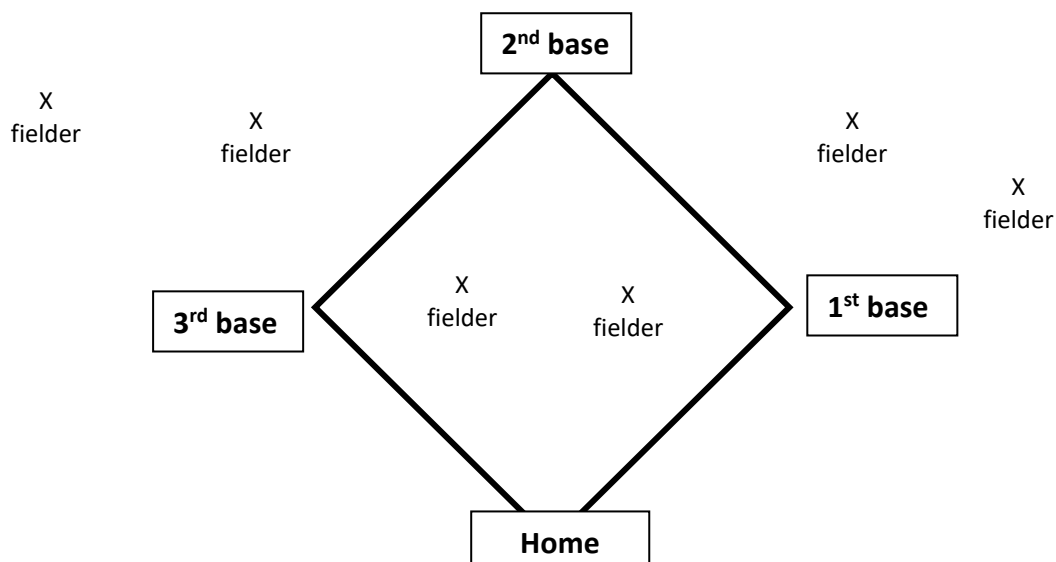 2nd base
X
fielder
X
fielder
X
fielder
X
fielder
X
fielder
X
fielder
3rd base
1st base
Home